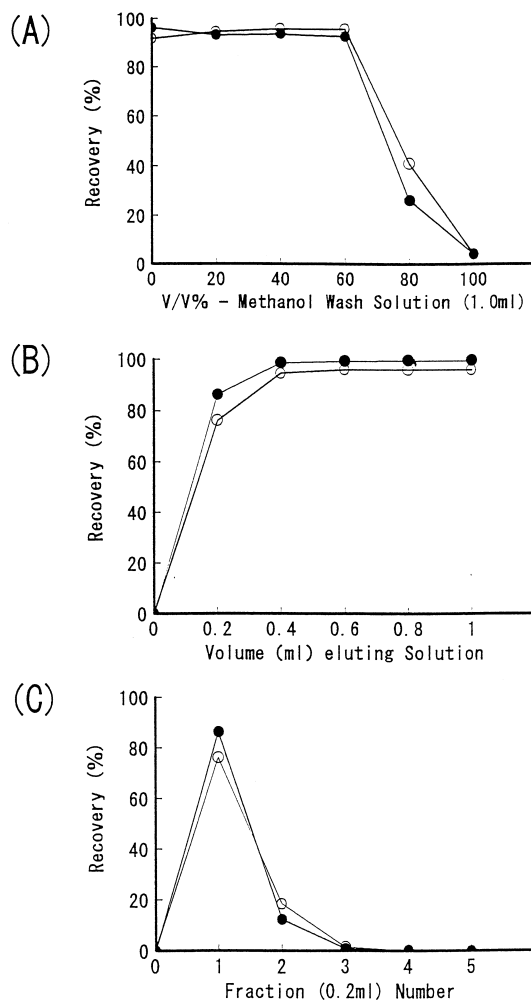 (A)
100
80
60
40
20
0
Recovery (%)
0 20 40 60 80 100
V/V% - Methanol Wash Solution (1.0ml)
(B)
100
80
60
40
20
0
Recovery (%)
0 0.2 0.4 0.6 0.8 1
Volume (ml) eluting Solution
(C)
100
80
60
40
20
0
Recovery (%)
0 1 2 3 4 5
Fraction (0.2ml) Number